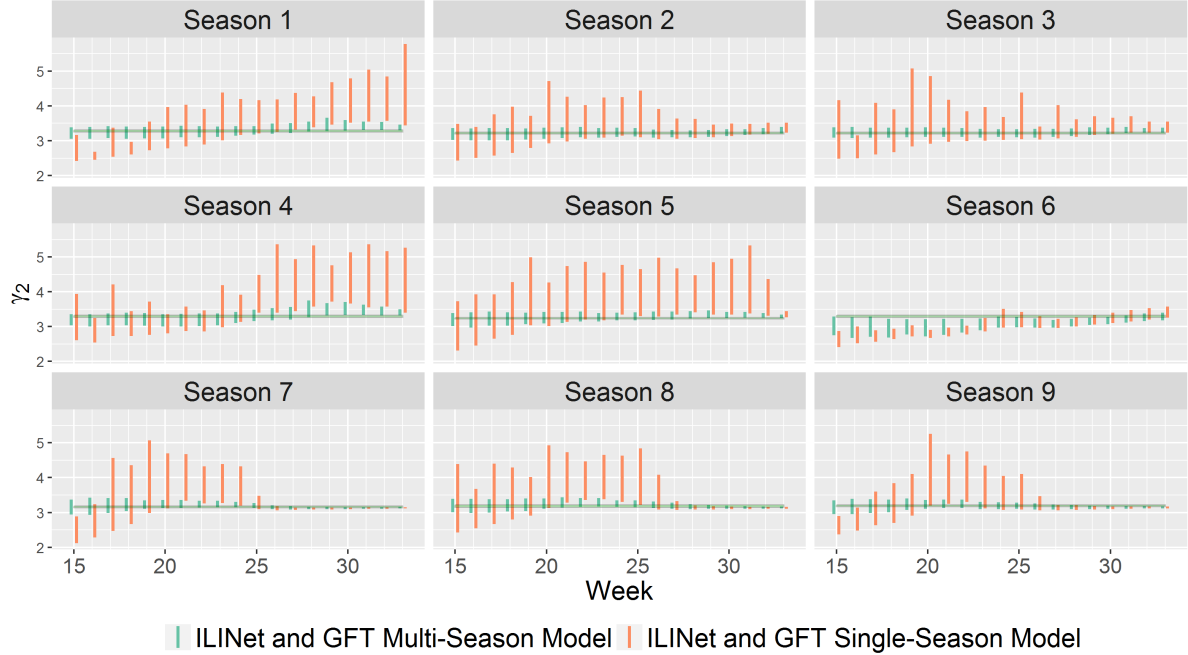 Season 1 Season 2 Season 3
5
4
3
2
Season 4 Season 5 Season 6
5
4
3
2
γ2
Season 7 Season 8 Season 9
5
4
3
2
15 20 25 30 15 20 25 30 15 20 25 30
Week
ILINet and GFT Multi-Season Model ILINet and GFT Single-Season Model